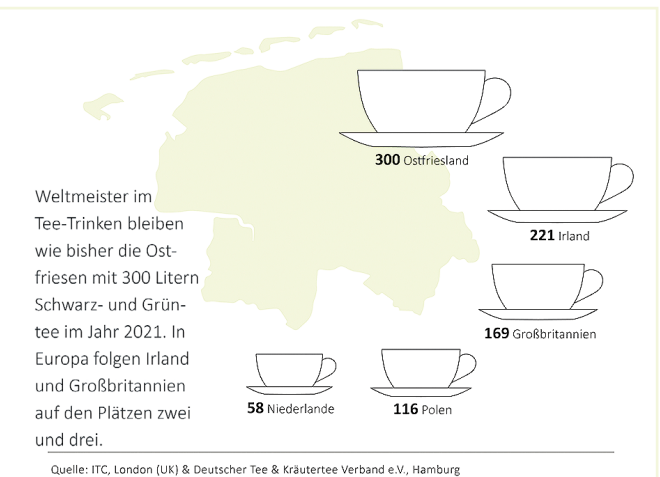 300 Ostfriesland
221 Irland
169 Großbritannien
58 Niederlande
116 Polen
Weltmeister im
Tee-Trinken bleiben
wie bisher die Ost-
friesen mit 300 Litern
Schwarz- und Grün-
tee im Jahr 2021. In
Europa folgen Irland
und Großbritannien
auf den Plätzen zwei
und drei.
Quelle: ITC, London (UK) & Deutscher Tee & Kräutertee Verband e.V., Hamburg